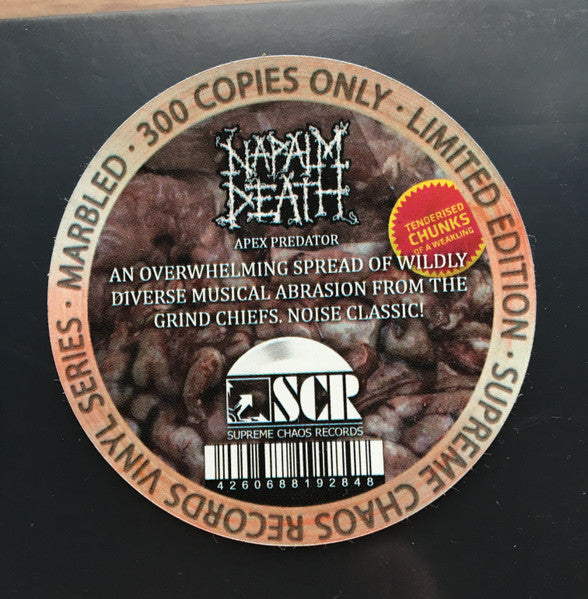 300 COPIES ONLY · LIMITED EDITION · SUPREME CHAOS RECORDS VINYL SERIES · MARBLED ·
NAPALM
DEATH
APEX PREDATOR
TENDERISED
CHUNKS
OF A WEAKLING
AN OVERWHELMING SPREAD OF WILDLY
DIVERSE MUSICAL ABRASION FROM THE
GRIND CHIEFS. NOISE CLASSIC!
SCR
SUPREME CHAOS RECORDS
4260688192848